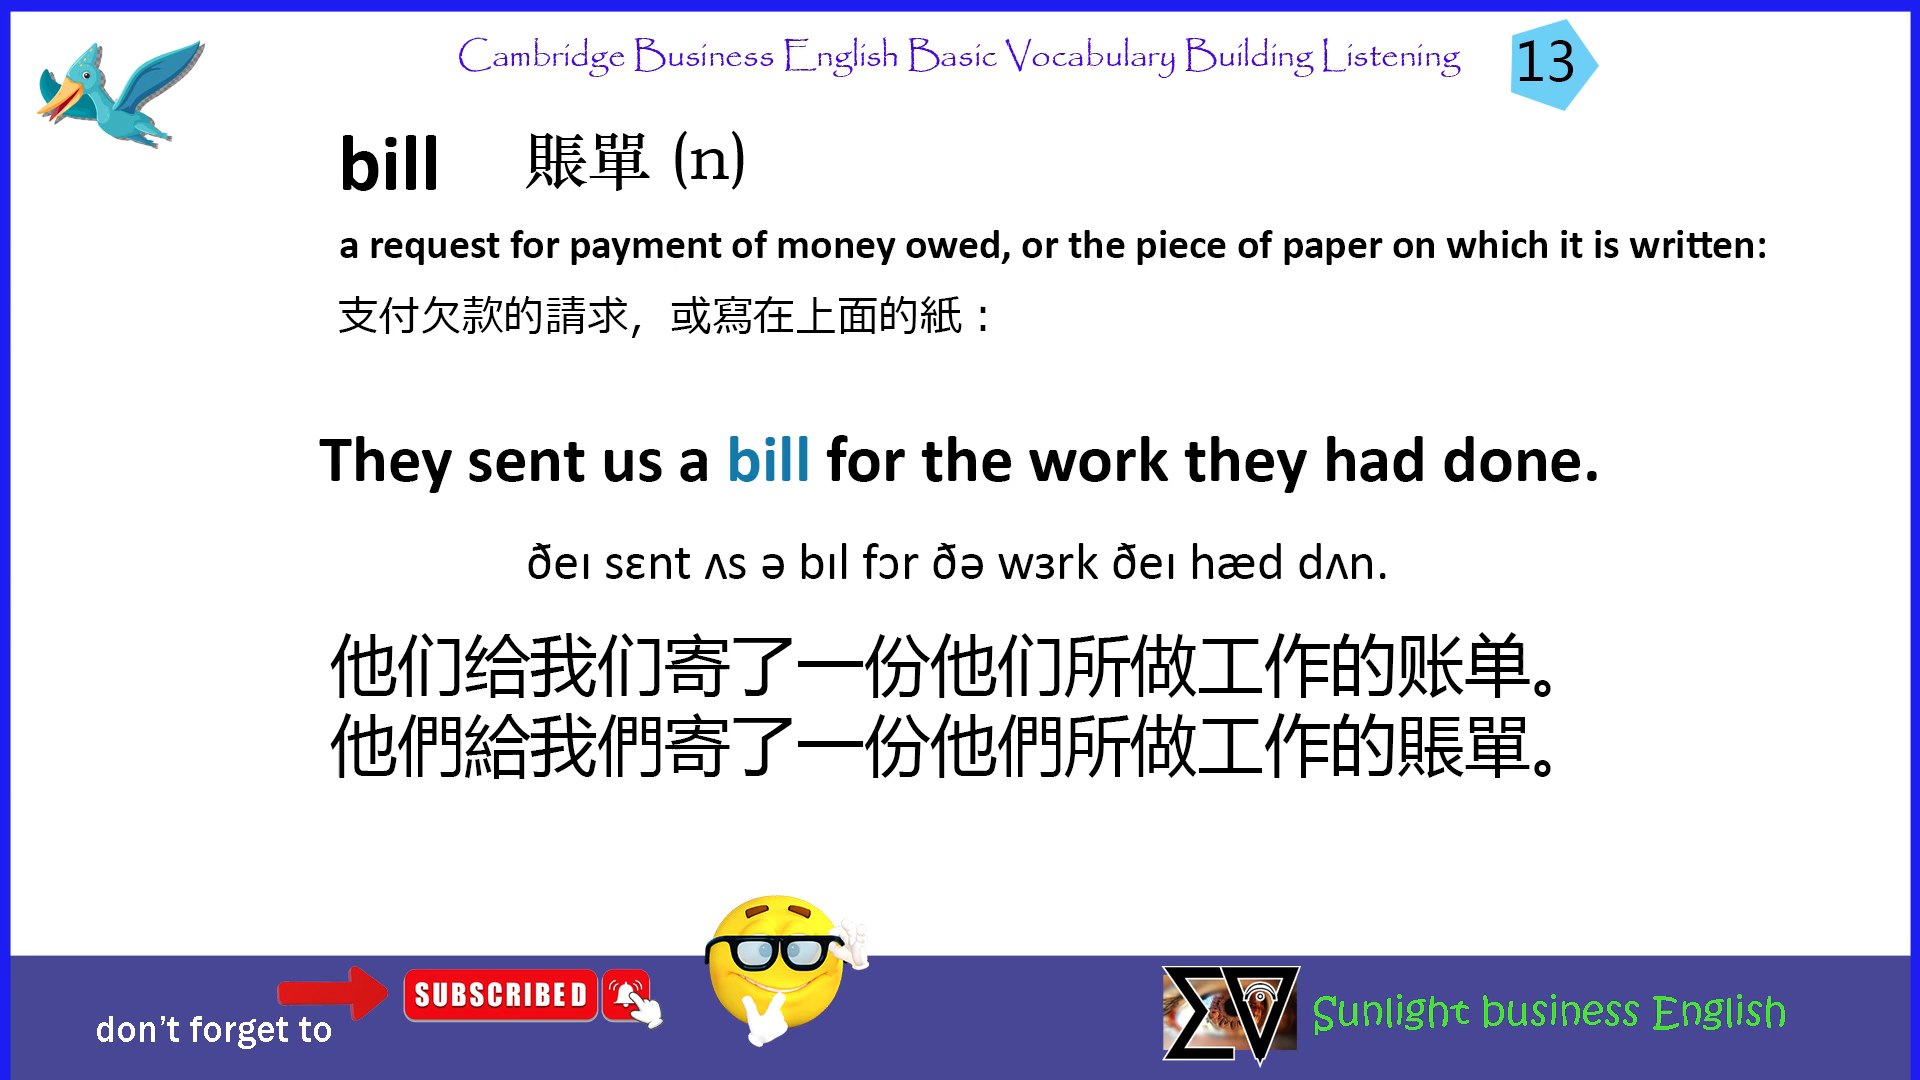 Cambridge Business English Basic Vocabulary Building Listening 13
bill 賬單 (n)
a request for payment of money owed, or the piece of paper on which it is written:
支付欠款的請求，或寫在上面的紙：
They sent us a bill for the work they had done.
ðeɪ sɛnt ʌs ə bɪl fɔr ðə wɜrk ðeɪ hæd dʌn.
他们给我们寄了一份他们所做工作的账单。
他們給我們寄了一份他們所做工作的賬單。
don't forget to
SUBSCRIBED
Sunlight business English